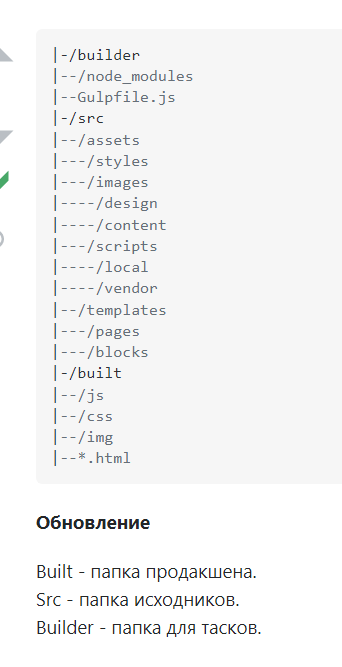 |-/builder
|--/node_modules
|--Gulpfile.js
|-/src
|--/assets
|---/styles
|---/images
|----/design
|----/content
|---/scripts
|----/local
|----/vendor
|--/templates
|---/pages
|---/blocks
|-/built
|--/js
|--/css
|--/img
|--*.html
Обновление
Built - папка продакшена.
Src - папка исходников.
Builder - папка для тасков.